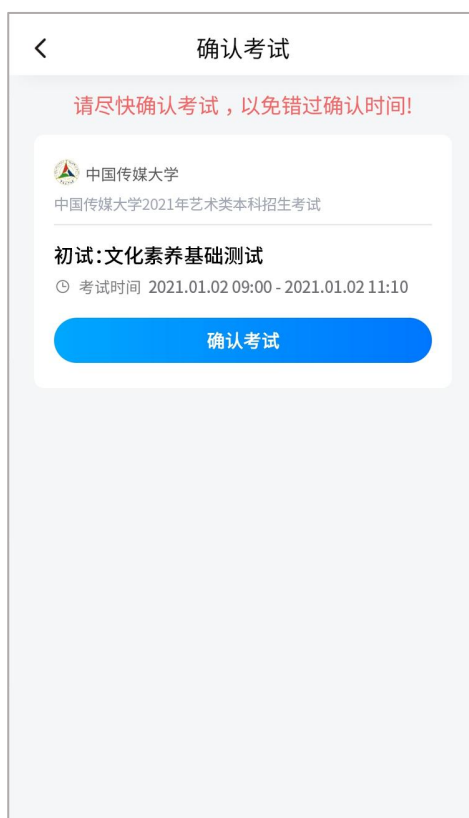 确认考试
请尽快确认考试，以免错过确认时间!
中国传媒大学
中国传媒大学2021年艺术类本科招生考试
初试:文化素养基础测试
考试时间 2021.01.02 09:00 - 2021.01.02 11:10
确认考试